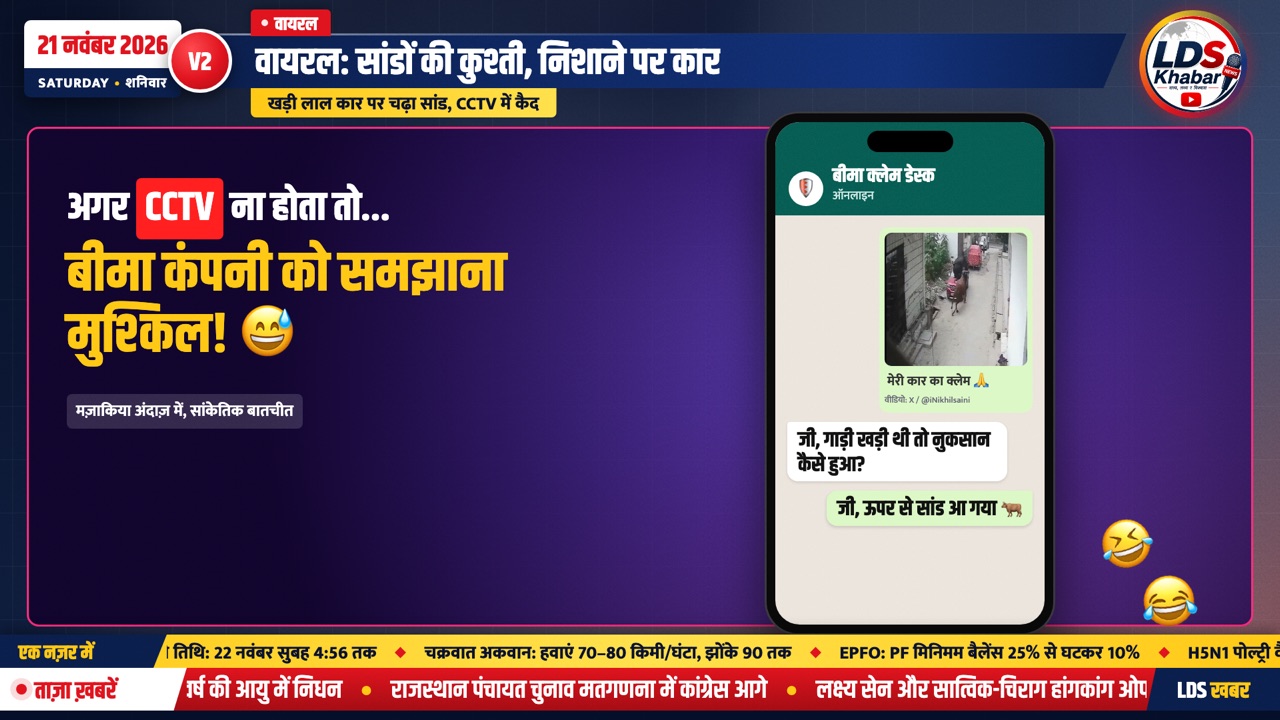 21 नवंबर 2026
SATURDAY • शनिवार
V2
• वायरल
वायरल: सांडों की कुश्ती, निशाने पर कार
खड़ी लाल कार पर चढ़ा सांड, CCTV में कैद
LDS
Khabar
NEWS
अगर CCTV ना होता तो...
बीमा कंपनी को समझाना
मुश्किल! 😅
मज़ाकिया अंदाज़ में, सांकेतिक बातचीत
बीमा क्लेम डेस्क
ऑनलाइन
मेरी कार का क्लेम 🙏
वीडियो: X / @iNikhilsaini
जी, गाड़ी खड़ी थी तो नुकसान
कैसे हुआ?
जी, ऊपर से सांड आ गया 🐂
एक नज़र में
तिथि: 22 नवंबर सुबह 4:56 तक ◆ चक्रवात अकवान: हवाएं 70–80 किमी/घंटा, झोंके 90 तक ◆ EPFO: PF मिनिमम बैलेंस 25% से घटकर 10% ◆ H5N1 पोल्ट्री
ताज़ा ख़बरें
की आयु में निधन • राजस्थान पंचायत चुनाव मतगणना में कांग्रेस आगे • लक्ष्य सेन और सात्विक-चिराग हांगकांग
LDS खबर